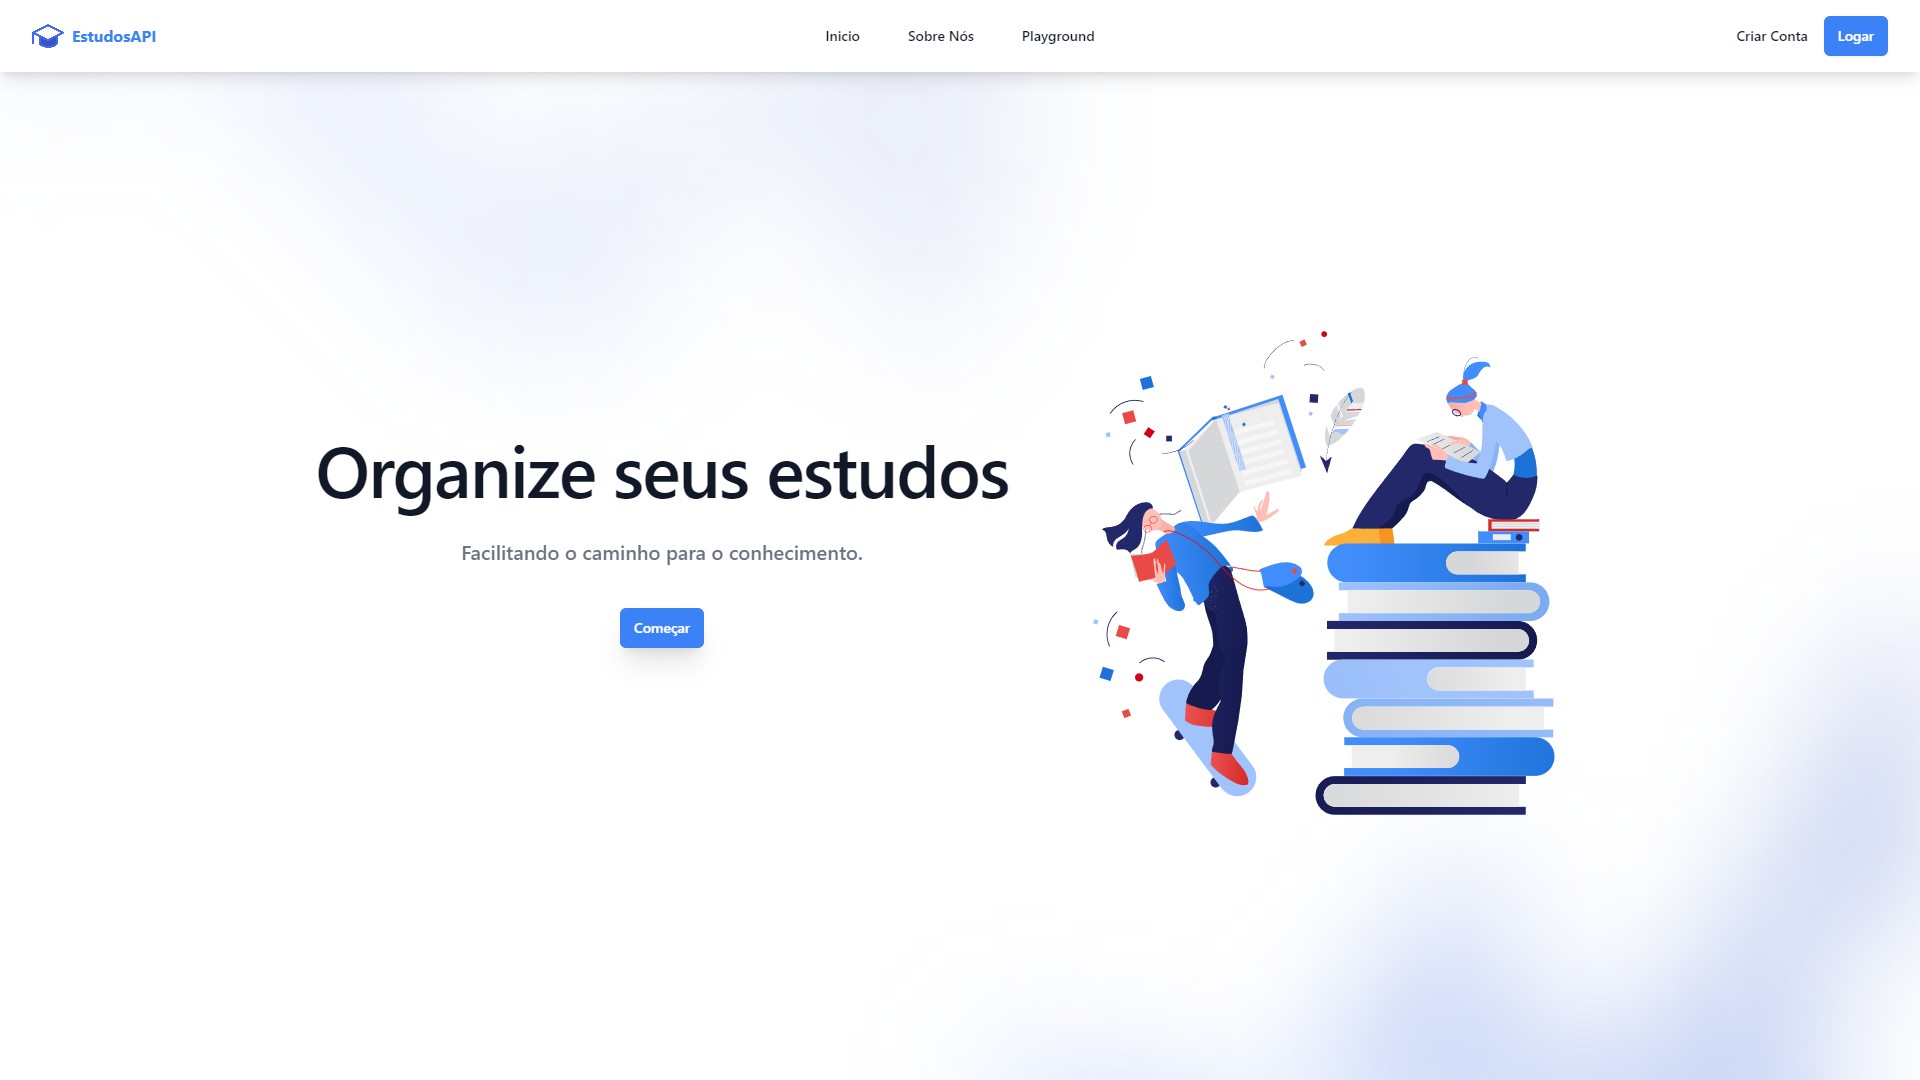 EstudosAPI
Inicio
Sobre Nós
Playground
Criar Conta
Logar
Organize seus estudos
Facilitando o caminho para o conhecimento.
Começar